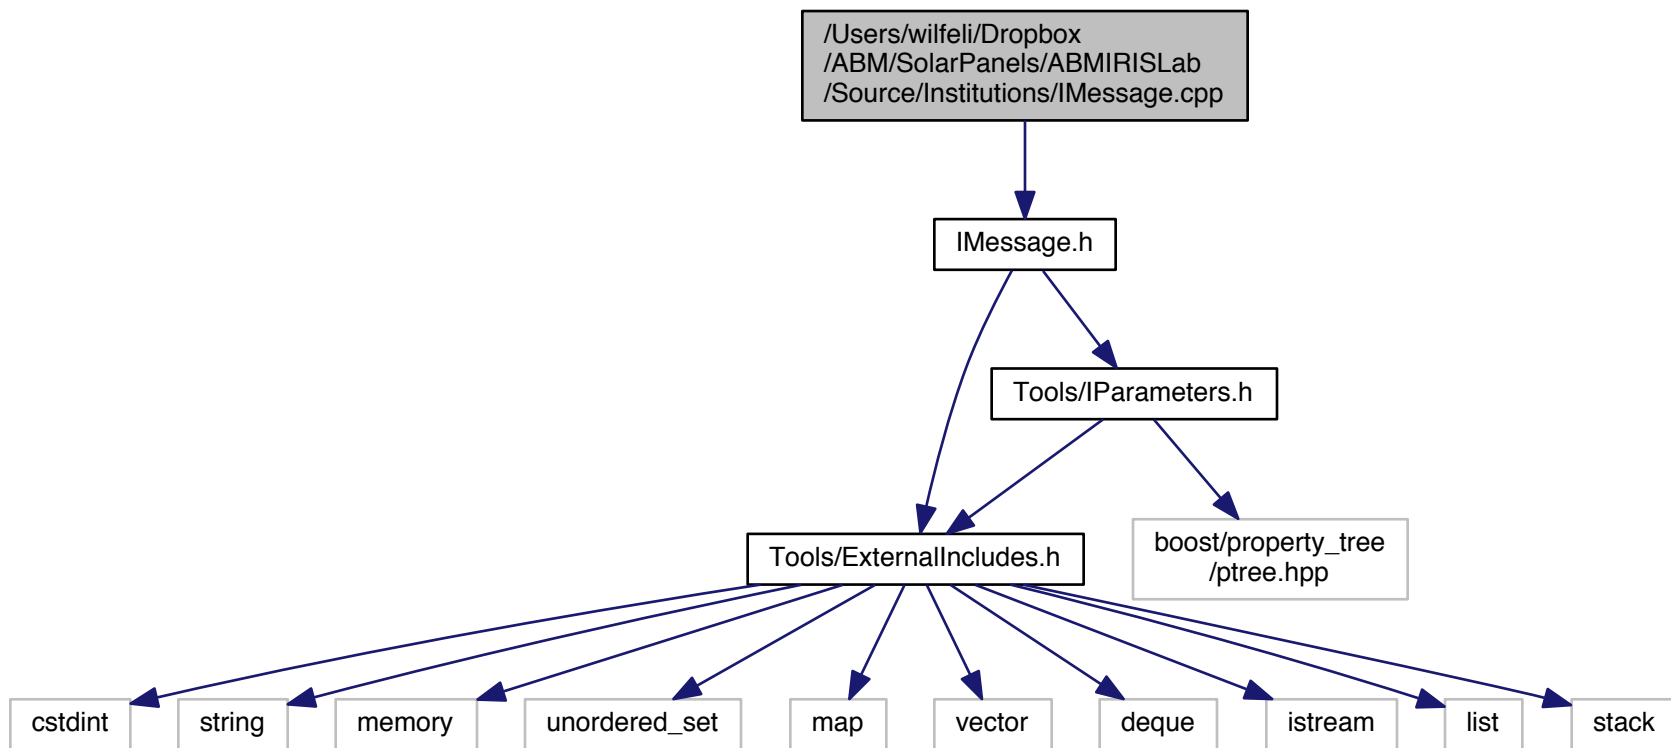 /Users/wilfeli/Dropbox
/ABM/SolarPanels/ABMIRISLab
/Source/Institutions/IMessage.cpp
IMessage.h
Tools/IParameters.h
Tools/ExternalIncludes.h
boost/property_tree
/ptree.hpp
cstdint
string
memory
unordered_set
map
vector
deque
istream
list
stack